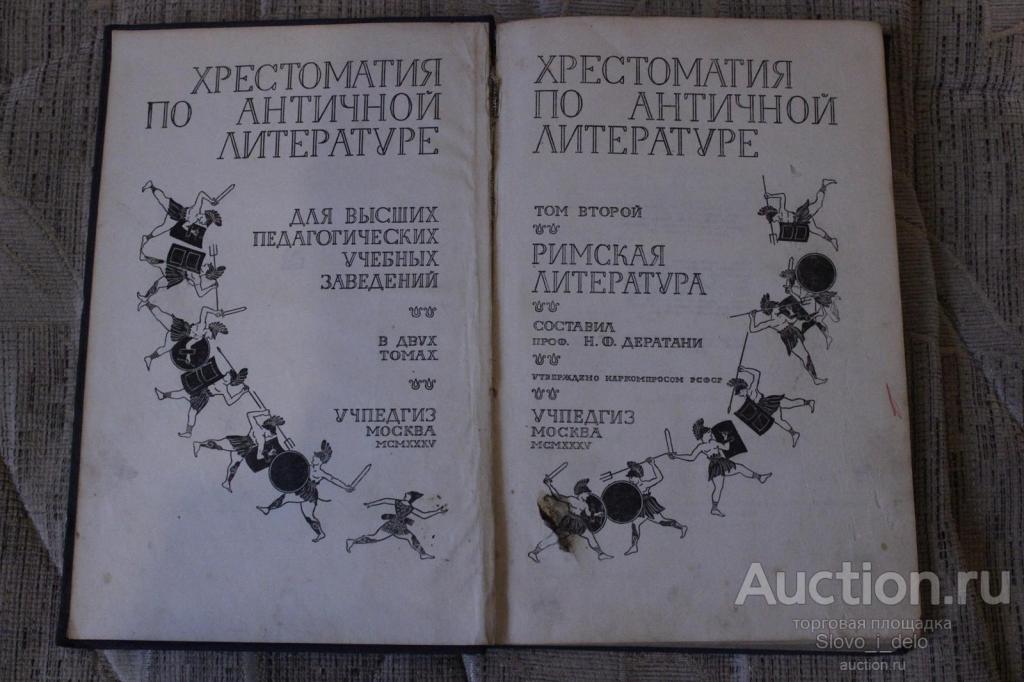 ХРЕСТОМАТИЯ
ПО АНТИЧНОЙ
ЛИТЕРАТУРЕ
ДЛЯ ВЫСШИХ
ПЕДАГОГИЧЕСКИХ
УЧЕБНЫХ
ЗАВЕДЕНИЙ
В ДВУХ
ТОМАХ
УЧПЕДГИЗ
МОСКВА
MCMXXXV
ХРЕСТОМАТИЯ
ПО АНТИЧНОЙ
ЛИТЕРАТУРЕ
ТОМ ВТОРОЙ
РИМСКАЯ
ЛИТЕРАТУРА
СОСТАВИЛ
ПРОФ. Н. Ф. ДЕРАТАНИ
УТВЕРЖДЕНО НАРКОМПРОСОМ РСФСР
УЧПЕДГИЗ
МОСКВА
MCMXXXV
Auction.ru
торговая площадка
Slovo_i_delo
auction.ru